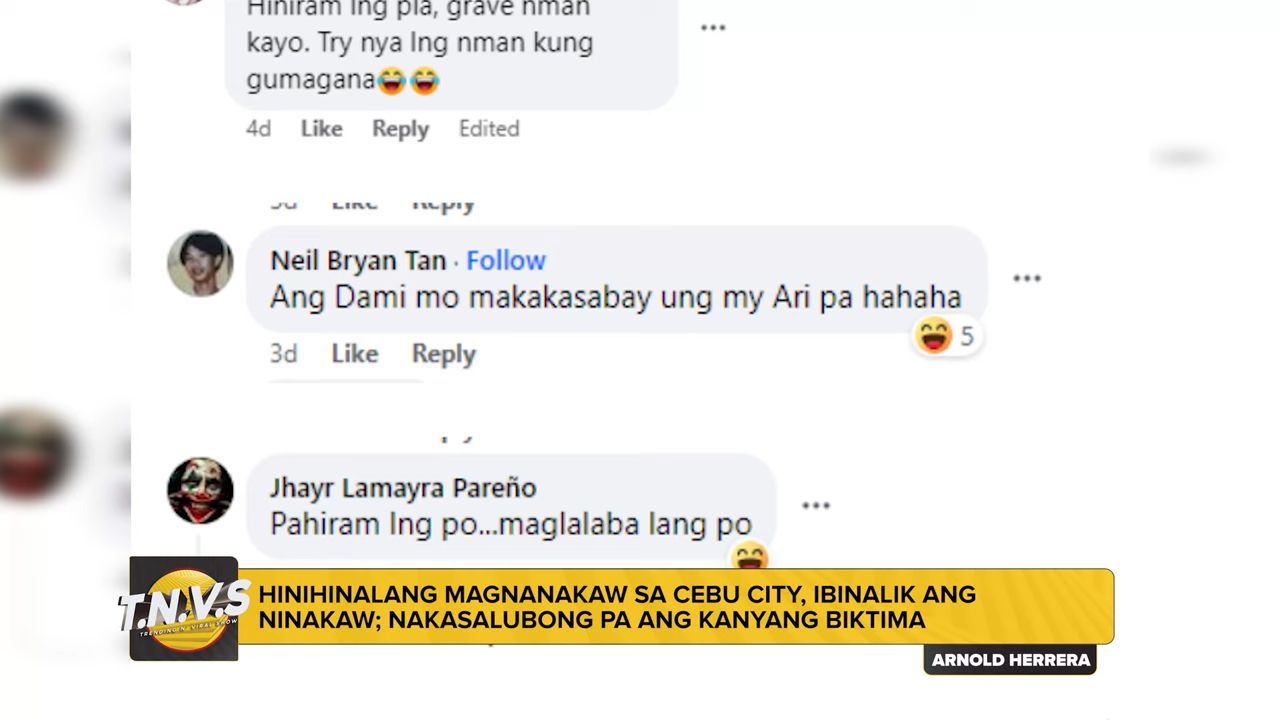 Hiniram lng pla, grave nman
kayo. Try nya lng nman kung
gumagana😂😂
4d Like Reply Edited
3d Like Reply
Neil Bryan Tan · Follow
Ang Dami mo makakasabay ung my Ari pa hahaha
5
3d Like Reply
Jhayr Lamayra Pareño
Pahiram lng po...maglalaba lang po
T.N.V.S
TRENDING N VIRAL SHOW
HINIHINALANG MAGNANAKAW SA CEBU CITY, IBINALIK ANG
NINAKAW; NAKASALUBONG PA ANG KANYANG BIKTIMA
ARNOLD HERRERA